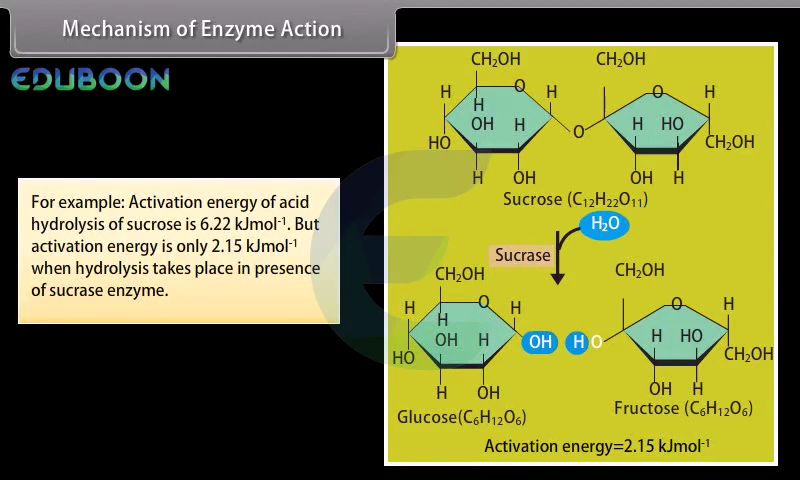 Mechanism of Enzyme Action
EDUBOON
For example: Activation energy of acid
hydrolysis of sucrose is 6.22 kJmol⁻¹. But
activation energy is only 2.15 kJmol⁻¹
when hydrolysis takes place in presence
of sucrase enzyme.
CH₂OH CH₂OH
H O H O H
H
OH H H HO
HO O CH₂OH
H OH OH H
Sucrose (C₁₂H₂₂O₁₁)
H₂O
Sucrase
CH₂OH CH₂OH
H O H O H
H
OH H OH H O H HO
HO CH₂OH
H OH OH H
Glucose(C₆H₁₂O₆) Fructose (C₆H₁₂O₆)
Activation energy=2.15 kJmol⁻¹